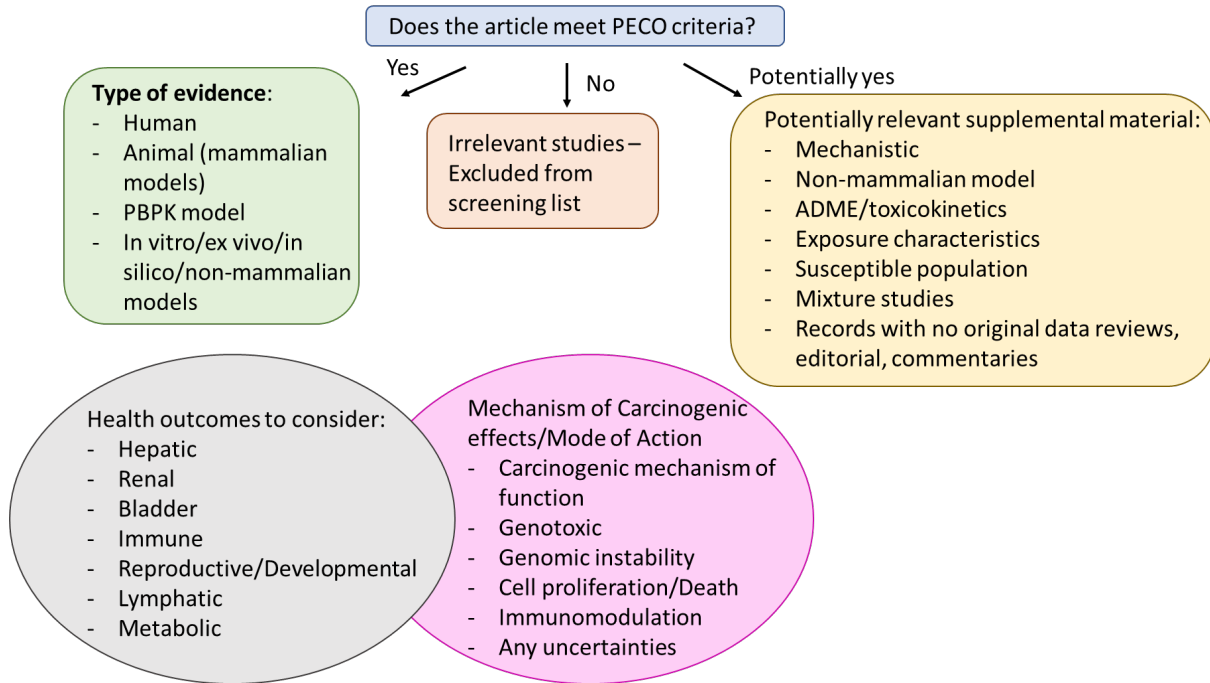 Does the article meet PECO criteria?
Yes
No
Potentially yes
Type of evidence:
- Human
- Animal (mammalian
models)
- PBPK model
- In vitro/ex vivo/in
silico/non-mammalian
models
Irrelevant studies –
Excluded from
screening list
Potentially relevant supplemental material:
- Mechanistic
- Non-mammalian model
- ADME/toxicokinetics
- Exposure characteristics
- Susceptible population
- Mixture studies
- Records with no original data reviews,
editorial, commentaries
Health outcomes to consider:
- Hepatic
- Renal
- Bladder
- Immune
- Reproductive/Developmental
- Lymphatic
- Metabolic
Mechanism of Carcinogenic
effects/Mode of Action
- Carcinogenic mechanism of
function
- Genotoxic
- Genomic instability
- Cell proliferation/Death
- Immunomodulation
- Any uncertainties